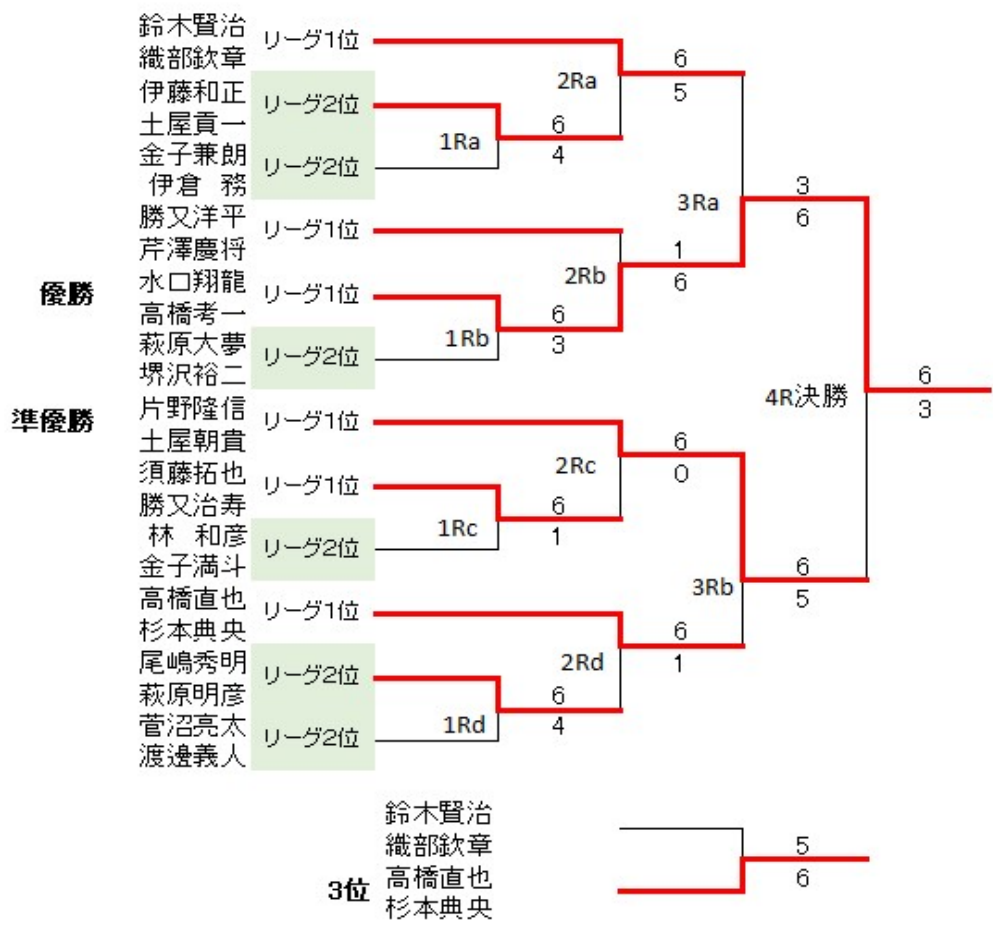 鈴木賢治
織部欽章
リーグ1位
伊藤和正
土屋貢一
リーグ2位
金子兼朗
伊倉 務
リーグ2位
1Ra
6
4
2Ra
6
5
勝又洋平
芹澤慶将
リーグ1位
優勝
水口翔龍
高橋考一
リーグ1位
萩原大夢
堺沢裕二
リーグ2位
1Rb
6
3
2Rb
1
6
3Ra
3
6
準優勝
片野隆信
土屋朝貴
リーグ1位
須藤拓也
勝又治寿
リーグ1位
林 和彦
金子満斗
リーグ2位
1Rc
6
1
2Rc
6
0
高橋直也
杉本典央
リーグ1位
尾嶋秀明
萩原明彦
リーグ2位
菅沼亮太
渡邊義人
リーグ2位
1Rd
6
4
2Rd
6
1
3Rb
6
5
4R決勝
6
3
鈴木賢治
織部欽章
3位
高橋直也
杉本典央
5
6